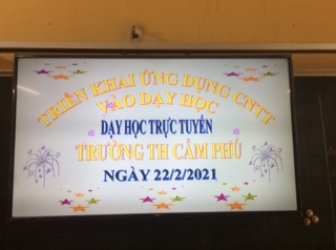 TRIỂN KHAI ỨNG DỤNG CNTT
VÀO DẠY HỌC
DẠY HỌC TRỰC TUYẾN
TRƯỜNG TH CẨM PHÚ
NGÀY 22/2/2021